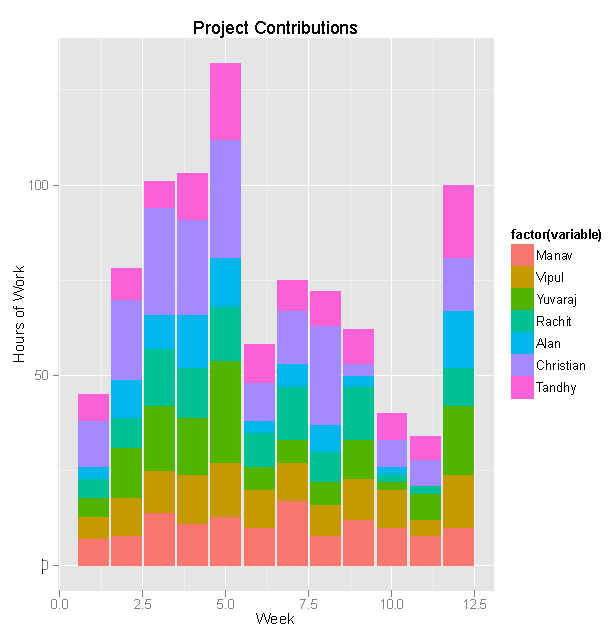 Project Contributions
Hours of Work
100
50
0
0.0 2.5 5.0 7.5 10.0 12.5
Week
factor(variable)
Manav
Vipul
Yuvaraj
Rachit
Alan
Christian
Tandhy